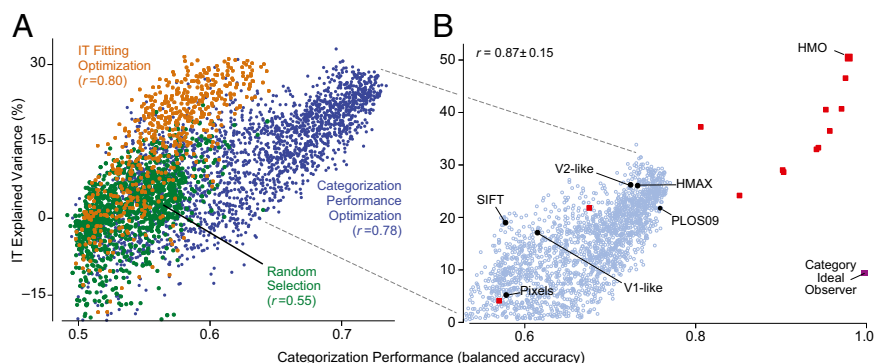 A
IT Explained Variance (%)
30
15
0
−15
0.5
0.6
0.7
IT Fitting
Optimization
(r=0.80)
Categorization
Performance
Optimization
(r=0.78)
Random
Selection
(r=0.55)
B
r = 0.87± 0.15
50
40
30
20
10
0
0.6
0.8
1.0
HMO
V2-like
HMAX
SIFT
PLOS09
Pixels
V1-like
Category
Ideal
Observer
Categorization Performance (balanced accuracy)